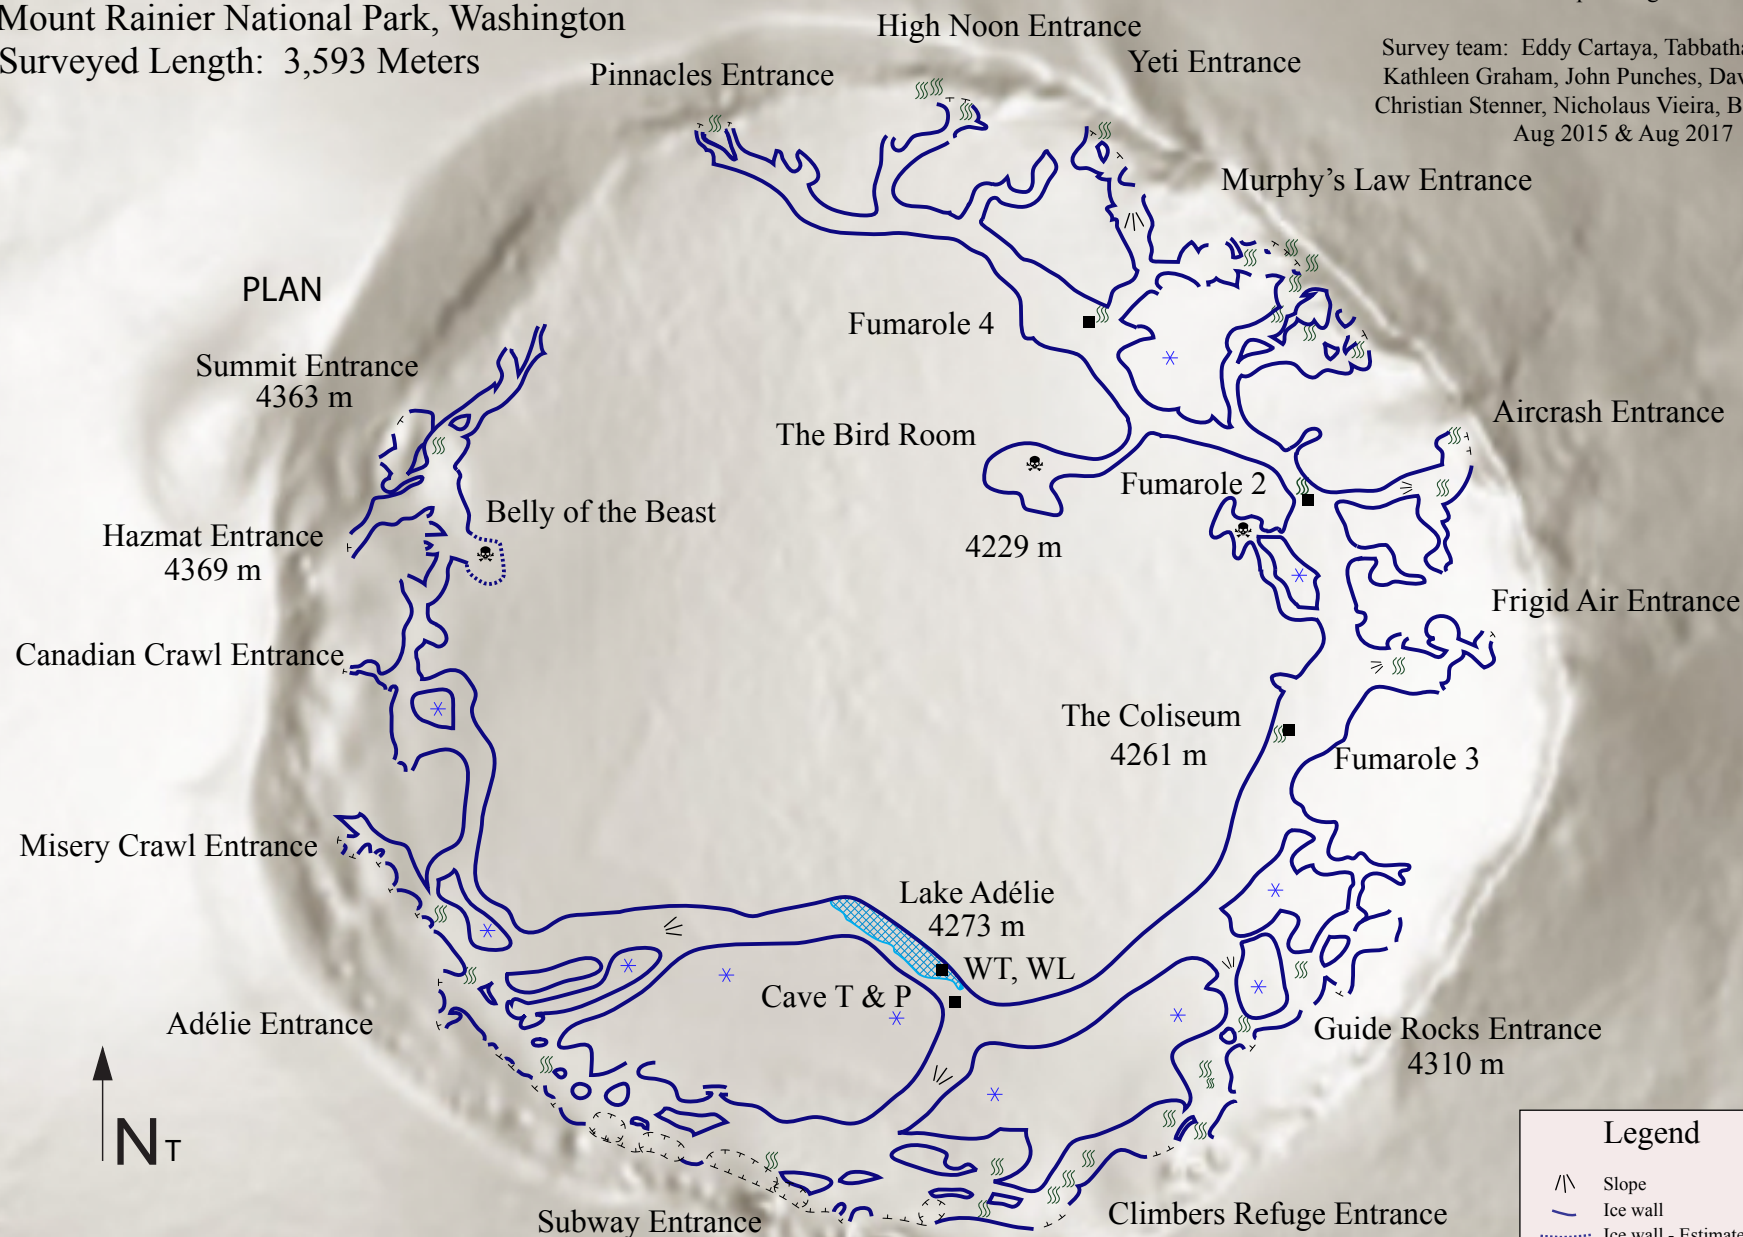 Mount Rainier National Park, Washington
Surveyed Length: 3,593 Meters
High Noon Entrance
Yeti Entrance
Pinnacles Entrance
Survey team: Eddy Cartaya,
Kathleen Graham, John Punches,
Christian Stenner, Nicholaus Vieira,
Aug 2015 & Aug 2017
Murphy's Law Entrance
PLAN
Fumarole 4
Summit Entrance
4363 m
Aircrash Entrance
The Bird Room
Fumarole 2
Belly of the Beast
Hazmat Entrance
4369 m
4229 m
Frigid Air Entrance
Canadian Crawl Entrance
The Coliseum
4261 m
Fumarole 3
Misery Crawl Entrance
Lake Adélie
4273 m
WT, WL
Cave T & P
Adélie Entrance
Guide Rocks Entrance
4310 m
NT
Legend
Slope
Ice wall
Ice wall -
Subway Entrance
Climbers Refuge Entrance